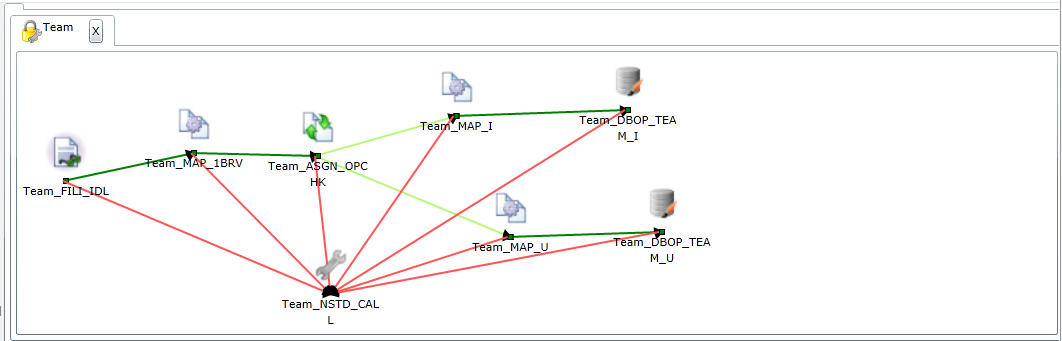 Team
X
Team_MAP_I
Team_DBOP_TEA
M_I
Team_MAP_1BRV
Team_ASGN_OPC
HK
Team_FILI_IDL
Team_MAP_U
Team_DBOP_TEA
M_U
Team_NSTD_CAL
L